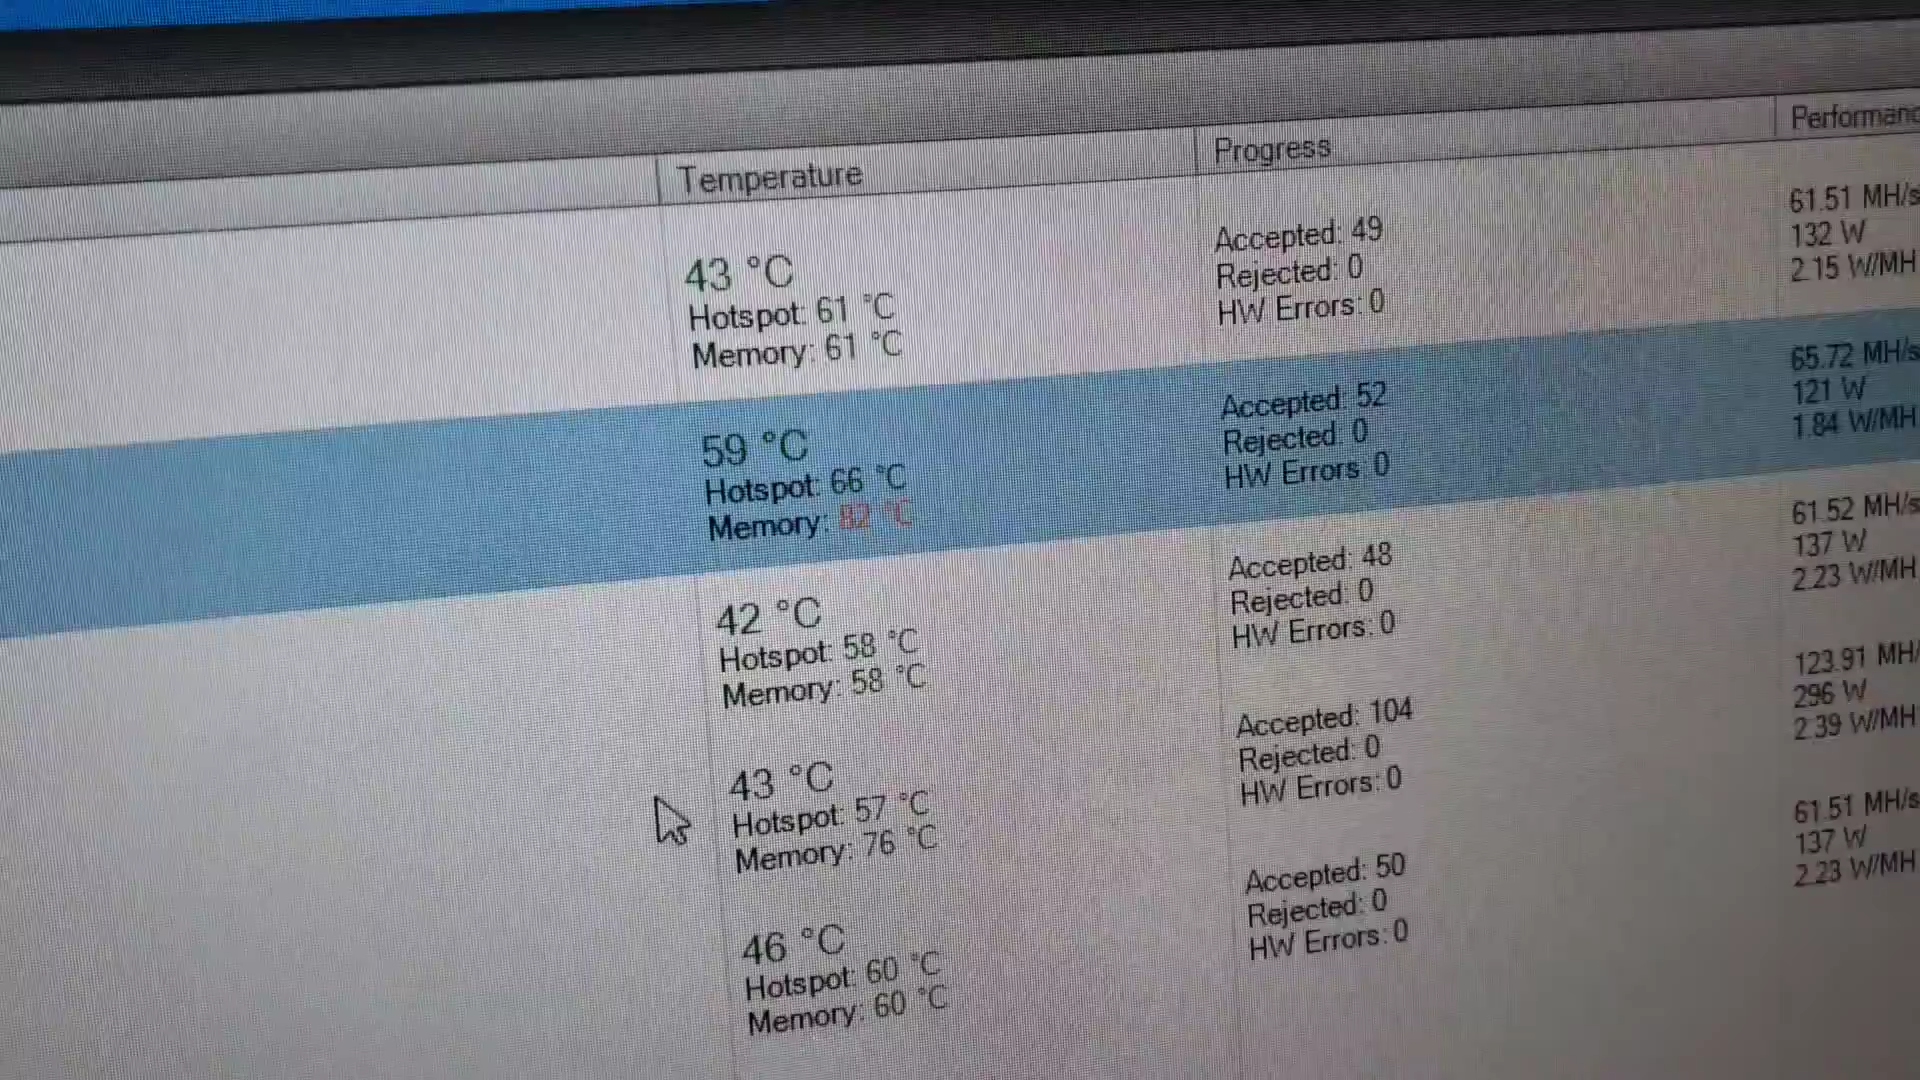 Temperature
Progress
43 °C
Hotspot: 61 °C
Memory: 61 °C
Accepted: 49
Rejected: 0
HW Errors: 0
61.51 MH/s
132 W
2.15 W/MH
59 °C
Hotspot: 66 °C
Memory: 82 °C
Accepted: 52
Rejected: 0
HW Errors: 0
65.72 MH/s
121 W
1.84 W/MH
42 °C
Hotspot: 58 °C
Memory: 58 °C
Accepted: 48
Rejected: 0
HW Errors: 0
61.52 MH/s
137 W
2.23 W/MH
43 °C
Hotspot: 57 °C
Memory: 76 °C
Accepted: 104
Rejected: 0
HW Errors: 0
123.91 MH/
296 W
2.39 W/MH
46 °C
Hotspot: 60 °C
Memory: 60 °C
Accepted: 50
Rejected: 0
HW Errors: 0
61.51 MH/s
137 W
2.23 W/MH